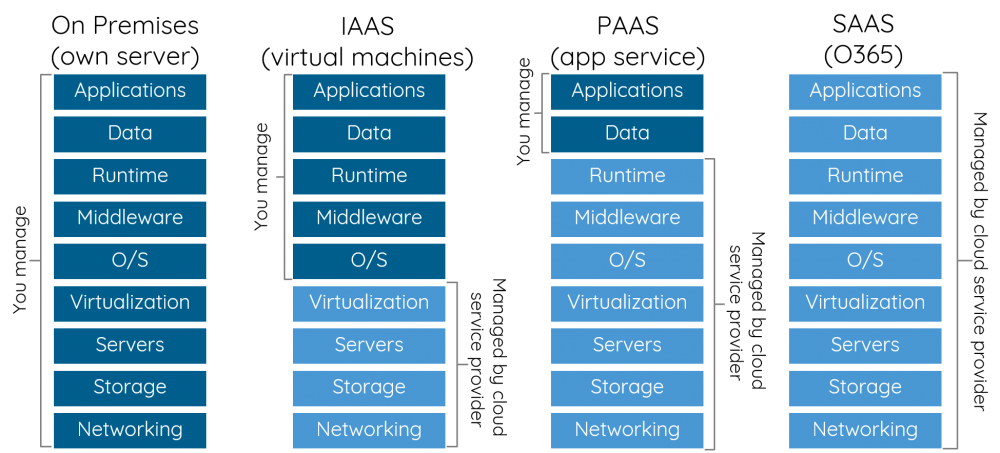 On Premises
(own server)
You manage
Applications
Data
Runtime
Middleware
O/S
Virtualization
Servers
Storage
Networking
IAAS
(virtual machines)
You manage
Applications
Data
Runtime
Middleware
O/S
Virtualization
Servers
Storage
Networking
Managed by cloud
service provider
PAAS
(app service)
You manage
Applications
Data
Runtime
Middleware
O/S
Virtualization
Servers
Storage
Networking
Managed by cloud
service provider
SAAS
(O365)
Applications
Data
Runtime
Middleware
O/S
Virtualization
Servers
Storage
Networking
Managed by cloud service provider